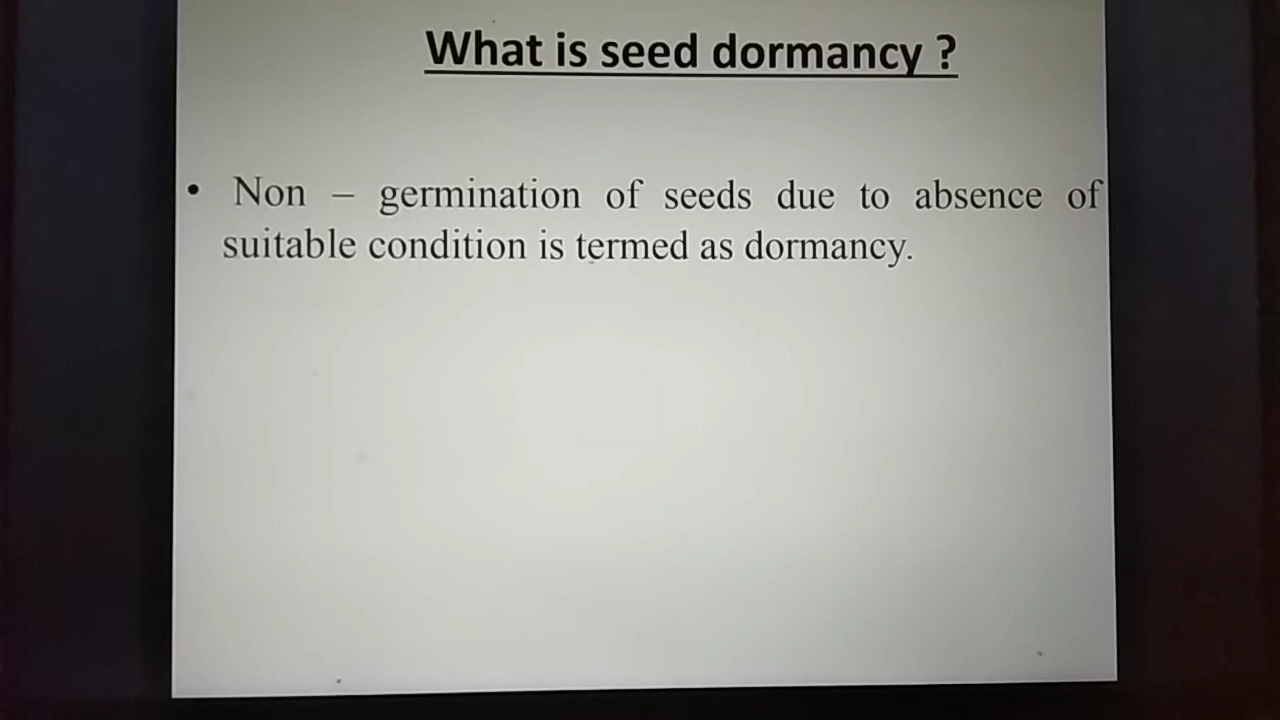 What is seed dormancy ?
• Non – germination of seeds due to absence of
suitable condition is termed as dormancy.